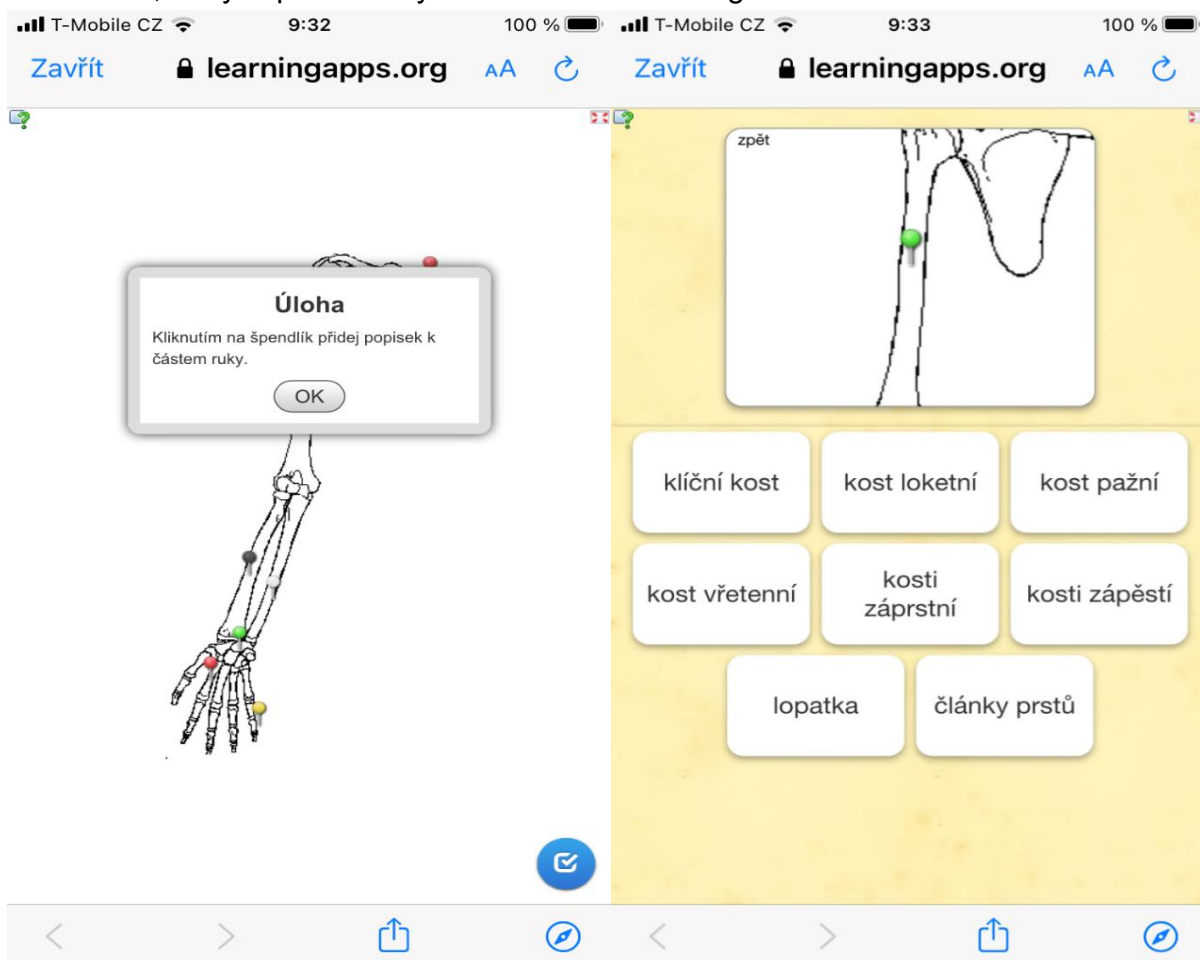 T-Mobile CZ 9:32 100 %
Zavřít learningapps.org AA
Úloha
Kliknutím na špendlík přidej popisek k
částem ruky.
OK
T-Mobile CZ 9:33 100 %
Zavřít learningapps.org AA
zpět
klíční kost
kost loketní
kost pažní
kost vřetenní
kosti
záprstní
kosti zápěstí
lopatka
články prstů